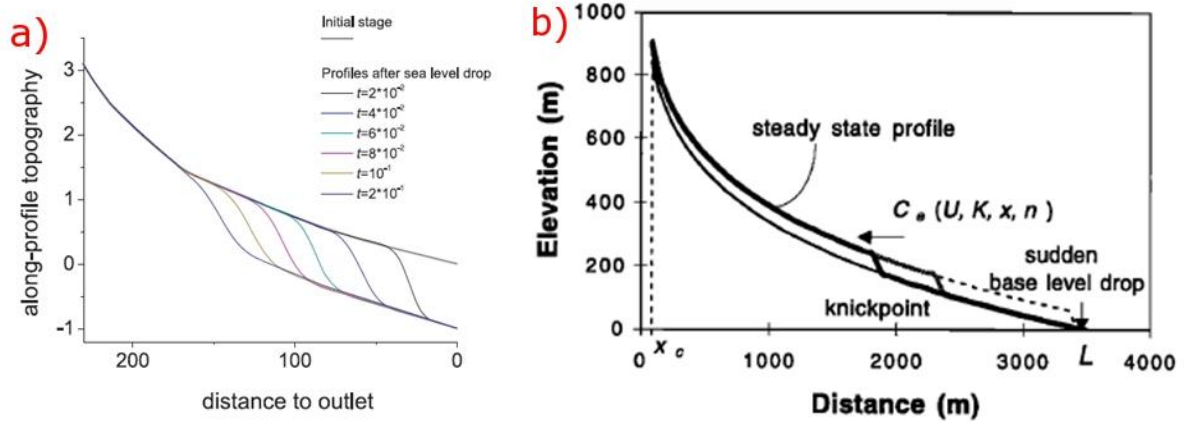 a)
Initial stage
Profiles after sea level drop
t=2*10⁻²
t=4*10⁻²
t=6*10⁻²
t=8*10⁻²
t=10⁻¹
t=2*10⁻¹
along-profile topography
3
2
1
0
-1
200
100
0
distance to outlet
b)
Elevation (m)
1000
800
600
400
200
0
steady state profile
C e (U, K, x, n)
sudden
base level drop
knickpoint
0
x c
1000
2000
3000
L
4000
Distance (m)